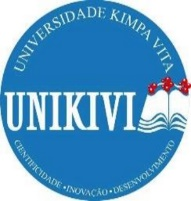 UNIVERSIDADE KIMPA VITA
UNIKIVI
CIENTIFICIDADE • INOVAÇÃO • DESENVOLVIMENTO